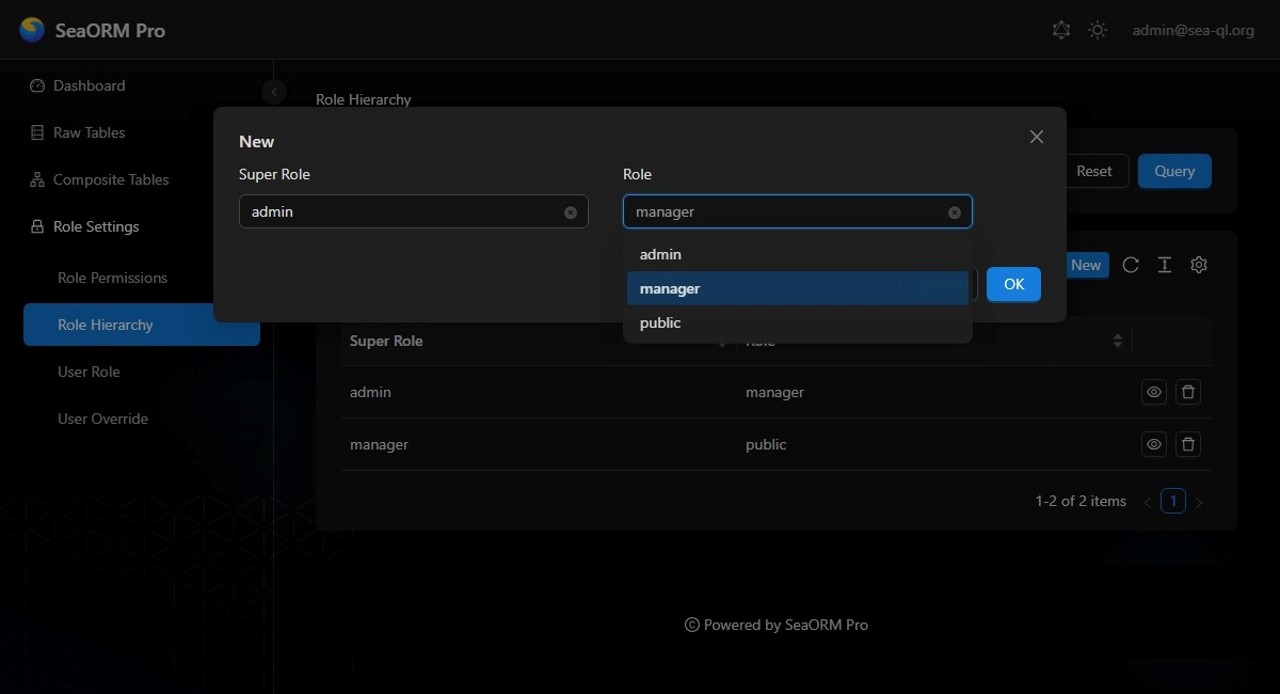 SeaORM Pro
admin@sea-ql.org
Dashboard
Raw Tables
Composite Tables
Role Settings
Role Permissions
Role Hierarchy
User Role
User Override
Role Hierarchy
Reset
Query
New
Super Role
Role
admin
manager
admin
manager
public
OK
New
Super Role
Role
admin
manager
manager
public
1-2 of 2 items
1
© Powered by SeaORM Pro